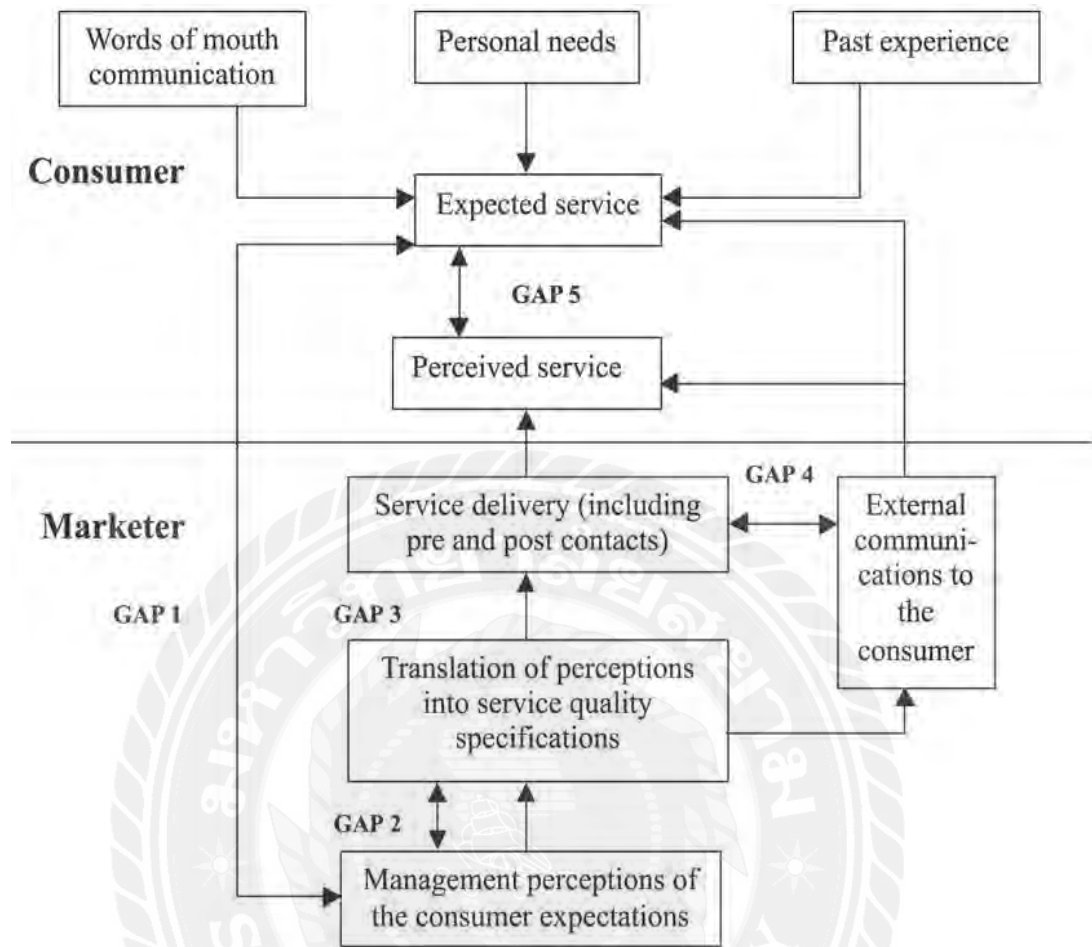 Words of mouth
communication
Personal needs
Past experience
Consumer
Expected service
GAP 5
Perceived service
Marketer
Service delivery (including
pre and post contacts)
GAP 4
External
communi-
cations to
the
consumer
GAP 1
GAP 3
Translation of perceptions
into service quality
specifications
GAP 2
Management perceptions of
the consumer expectations